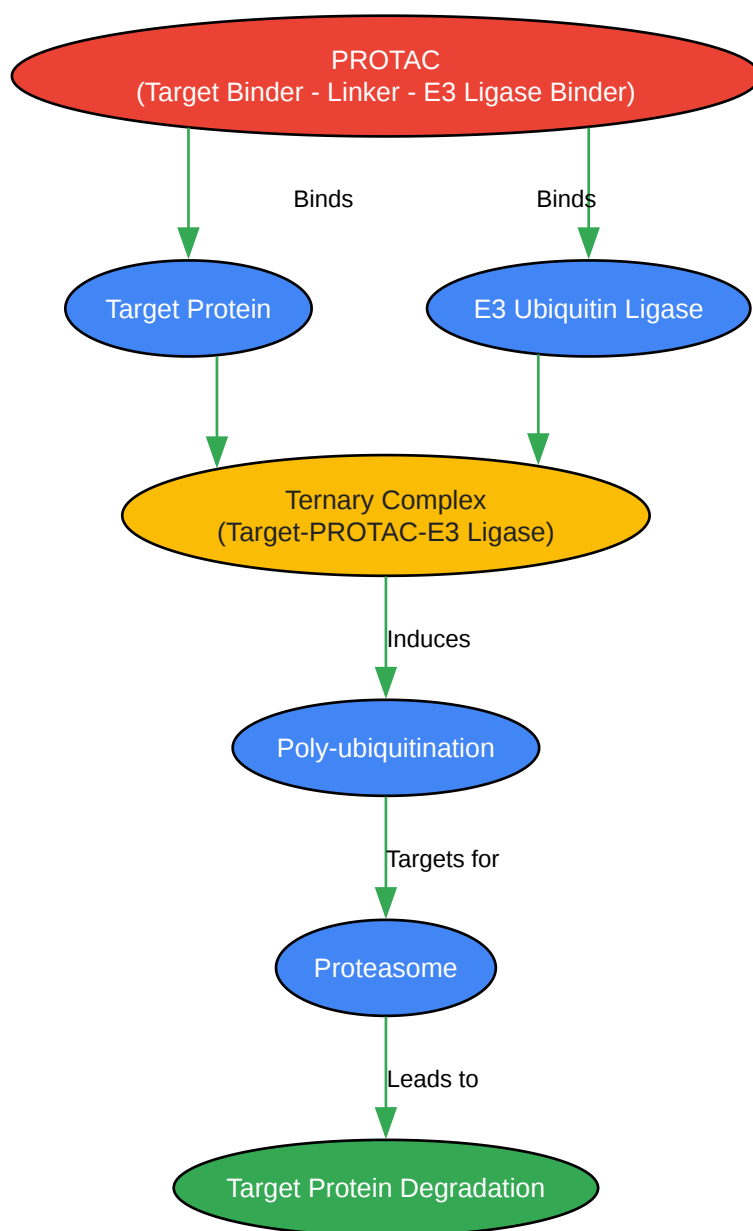 PROTAC
(Target Binder - Linker - E3 Ligase Binder)
Binds
Binds
Target Protein
E3 Ubiquitin Ligase
Ternary Complex
(Target-PROTAC-E3 Ligase)
Induces
Poly-ubiquitination
Targets for
Proteasome
Leads to
Target Protein Degradation